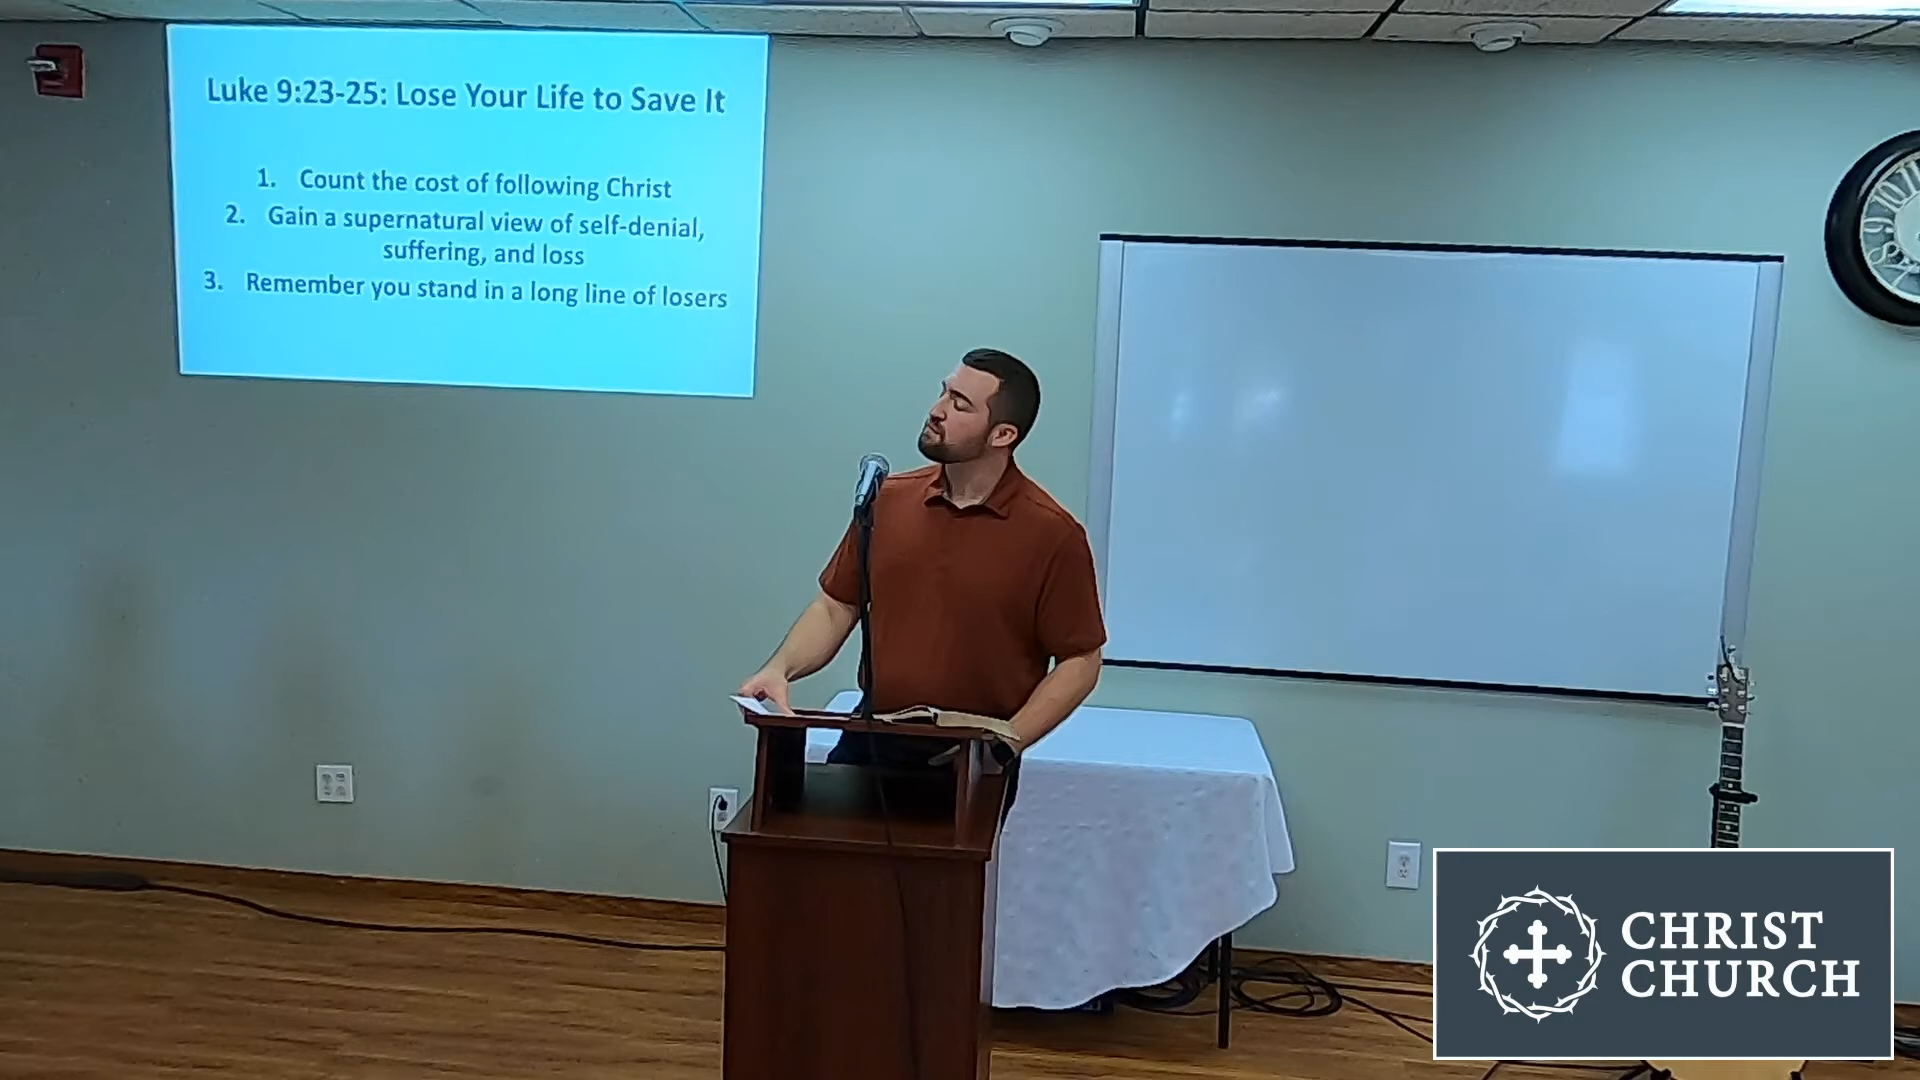 Luke 9:23-25: Lose Your Life to Save It
1. Count the cost of following Christ
2. Gain a supernatural view of self-denial,
suffering, and loss
3. Remember you stand in a long line of losers
CHRIST
CHURCH